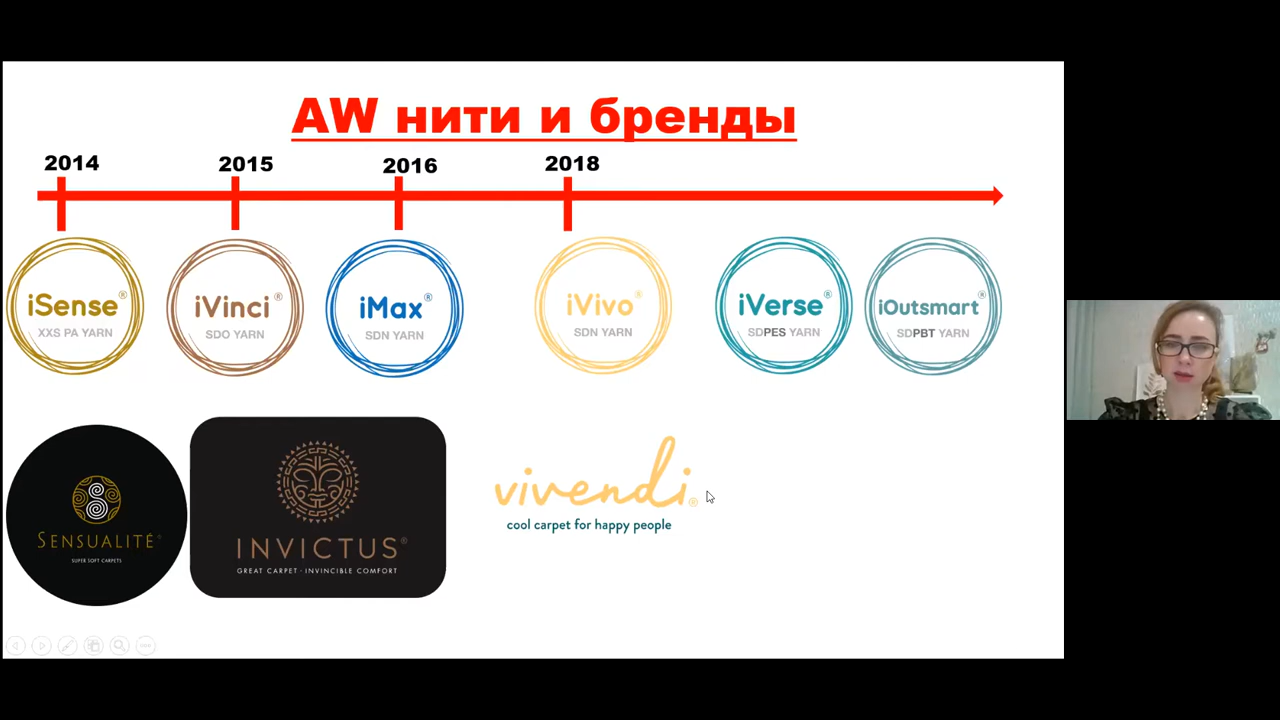 AW нити и бренды
2014
2015
2016
2018
iSense®
XXS PA YARN
iVinci®
SDO YARN
iMax®
SDN YARN
iVivo®
SDN YARN
iVerse®
SDPES YARN
iOutsmart®
SDPBT YARN
SENSUALITÉ®
SUPER SOFT CARPETS
INVICTUS®
GREAT CARPET · INVINCIBLE COMFORT
vivendi®
cool carpet for happy people